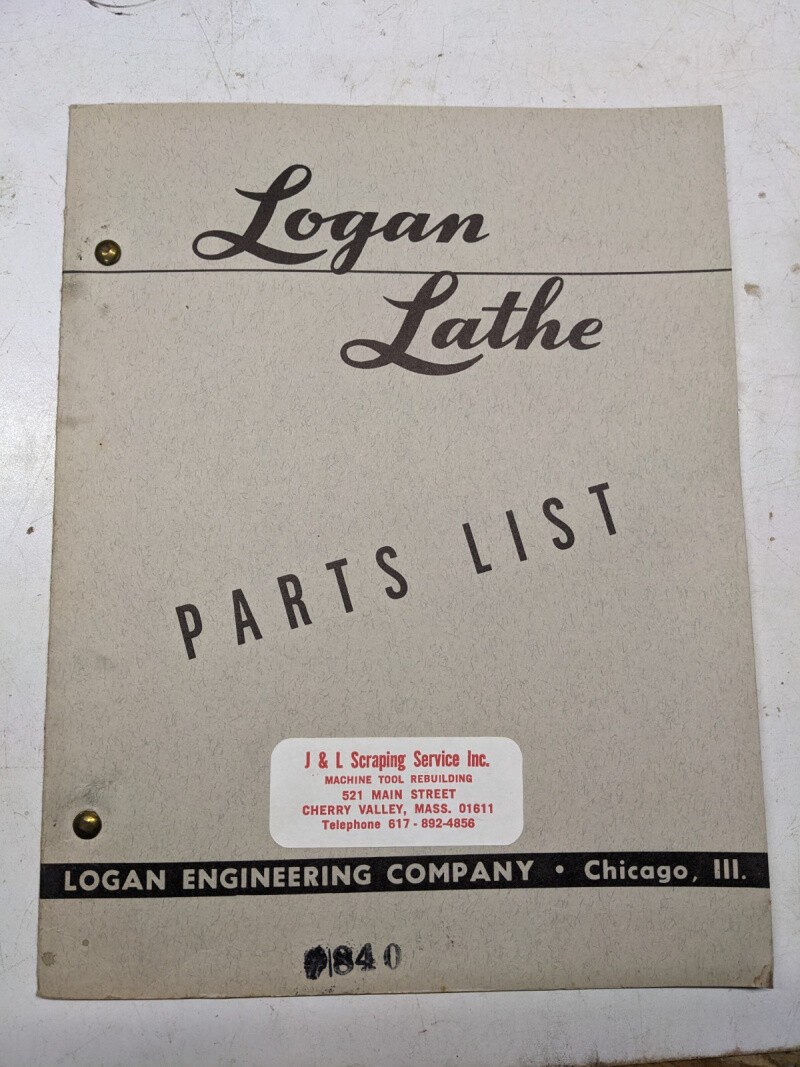 Logan
Lathe
PARTS LIST
J & L Scraping Service Inc.
MACHINE TOOL REBUILDING
521 MAIN STREET
CHERRY VALLEY, MASS. 01611
Telephone 617-892-4856
LOGAN ENGINEERING COMPANY • Chicago, Ill.
840